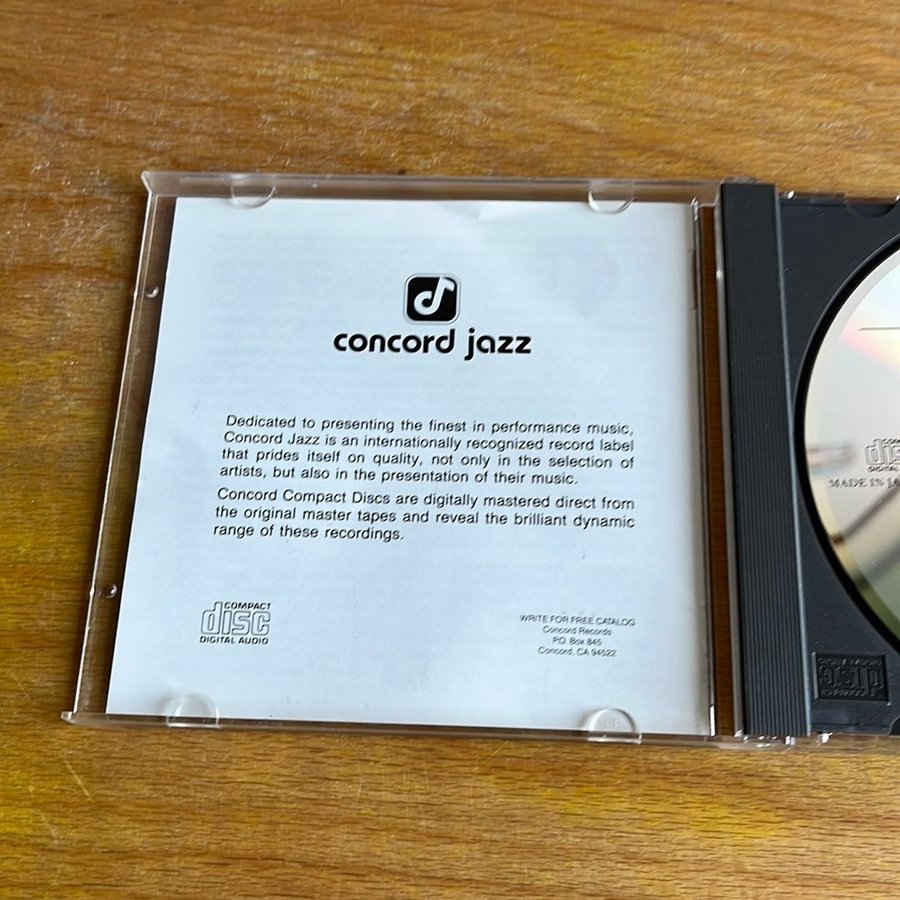 concord jazz
Dedicated to presenting the finest in performance music,
Concord Jazz is an internationally recognized record label
that prides itself on quality, not only in the selection of
artists, but also in the presentation of their music.
Concord Compact Discs are digitally mastered direct from
the original master tapes and reveal the brilliant dynamic
range of these recordings.
COMPACT
disc
DIGITAL AUDIO
WRITE FOR FREE CATALOG
Concord Records
P.O. Box 845
Concord, CA 94522
MADE IN
disc